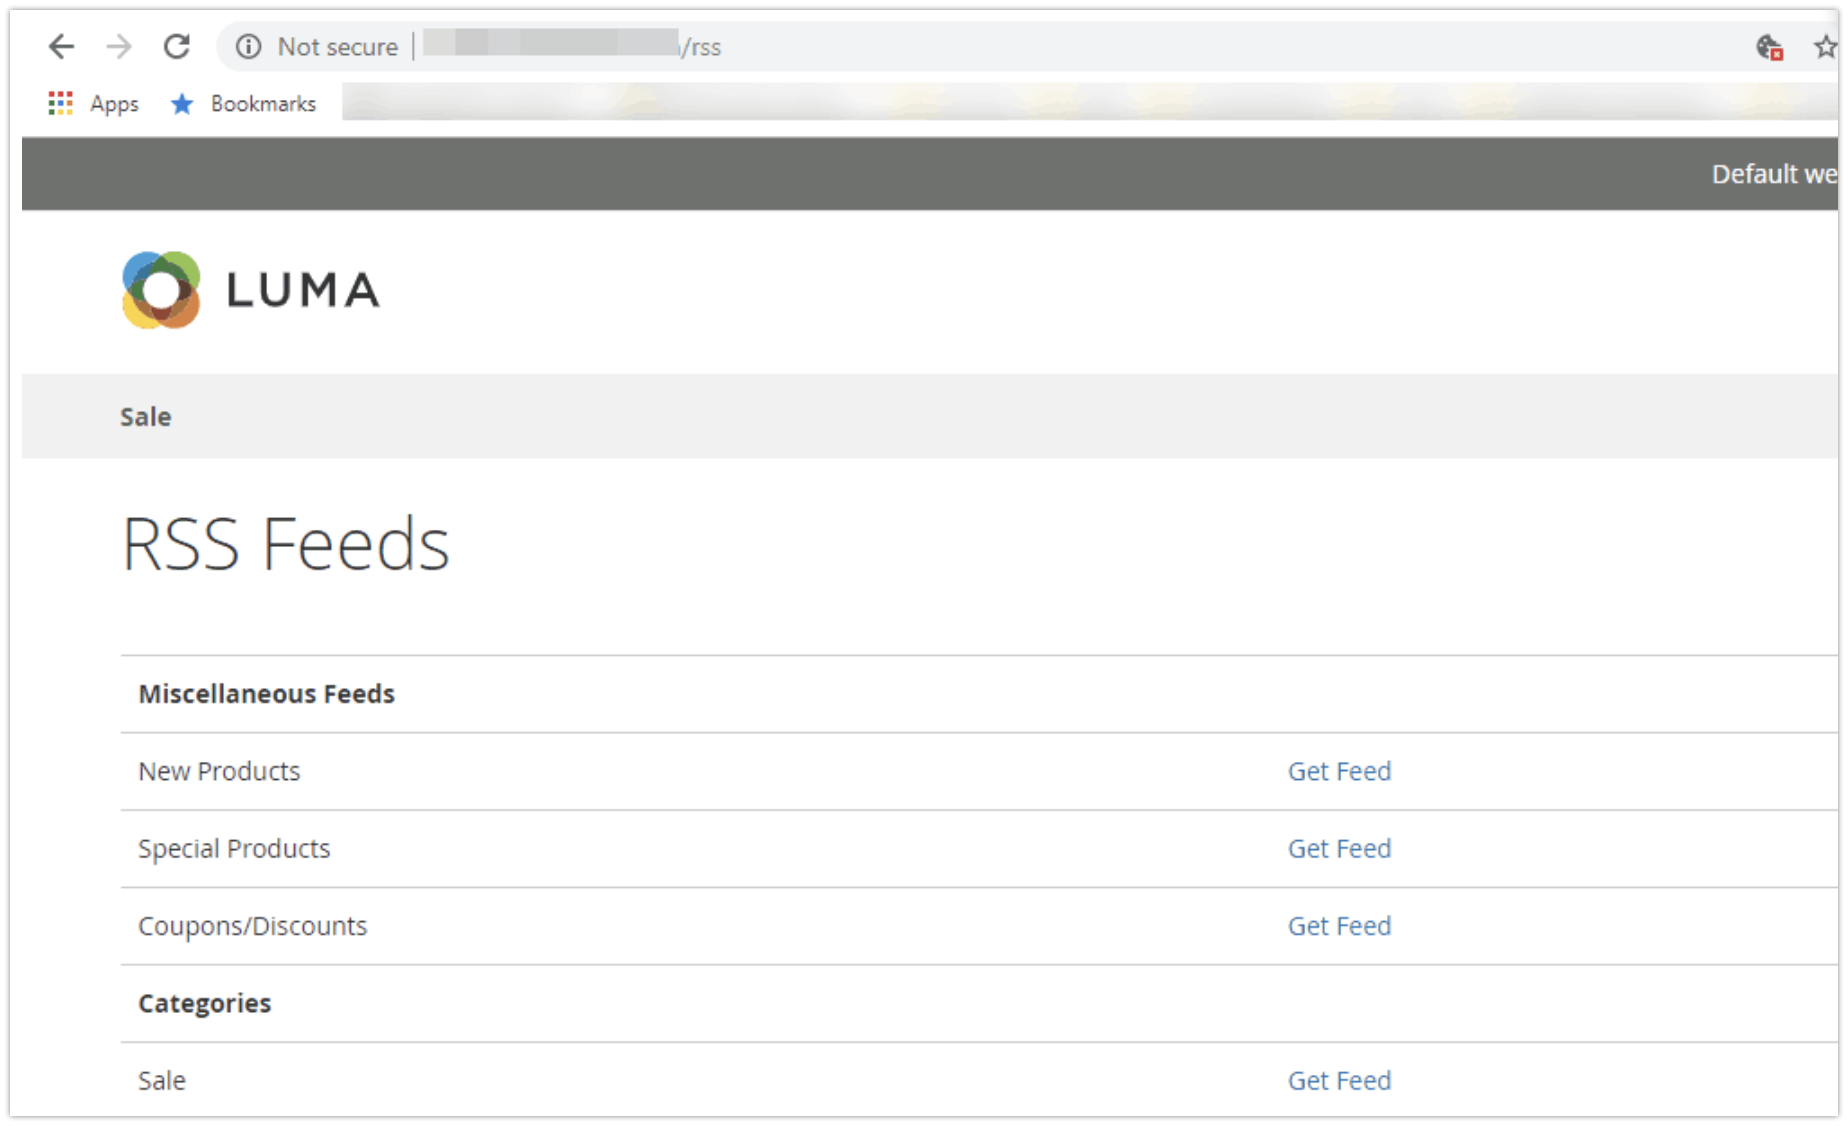 Not secure /rss
Apps Bookmarks
Default we
LUMA
Sale
RSS Feeds
Miscellaneous Feeds
New Products Get Feed
Special Products Get Feed
Coupons/Discounts Get Feed
Categories
Sale Get Feed